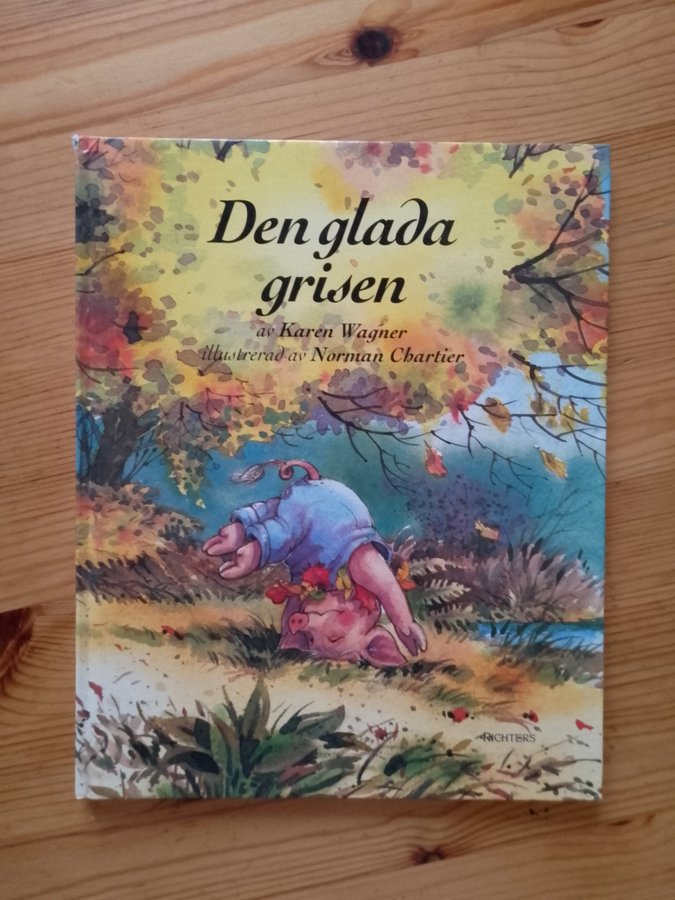 Den glada
grisen
av Karen Wagner
illustrerad av Norman Chartier
RICHTERS